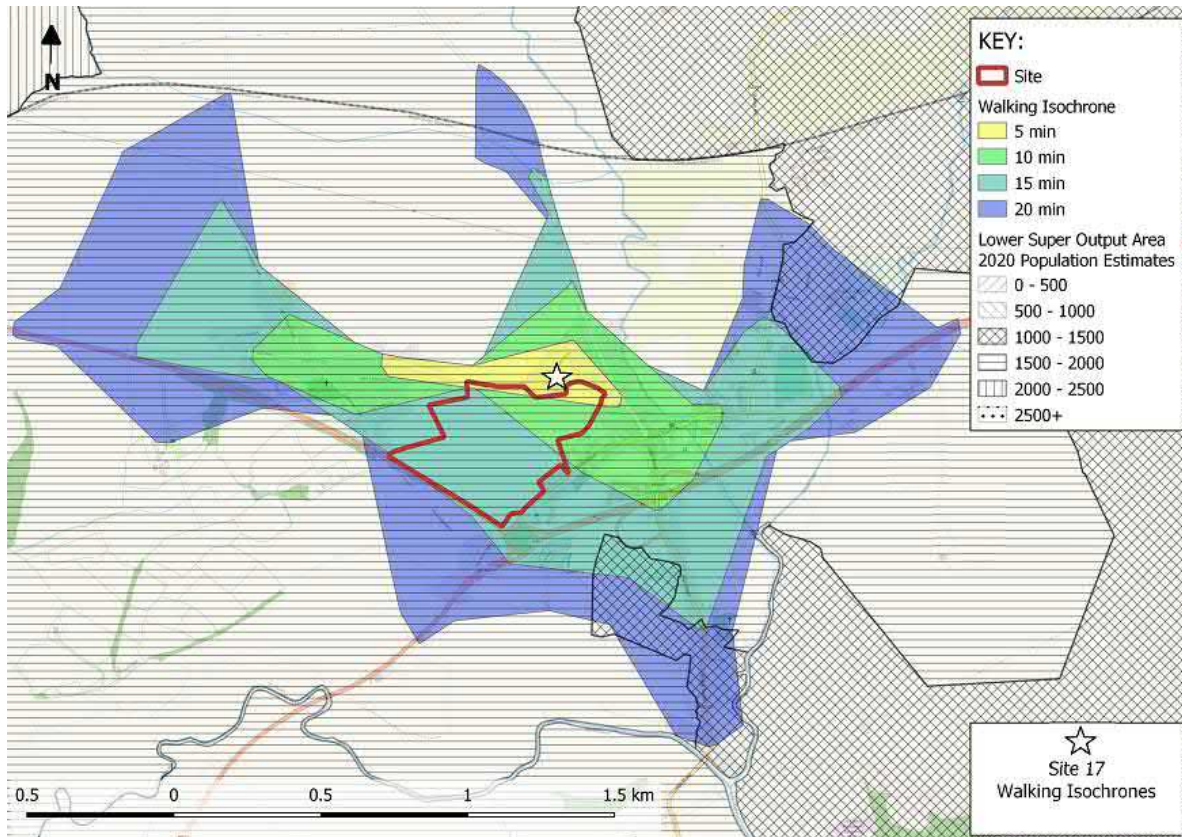 N
KEY:
Site
Walking Isochrone
5 min
10 min
15 min
20 min
Lower Super Output Area
2020 Population Estimates
0 - 500
500 - 1000
1000 - 1500
1500 - 2000
2000 - 2500
2500+
Site 17
Walking Isochrones
0.5 0 0.5 1 1.5 km